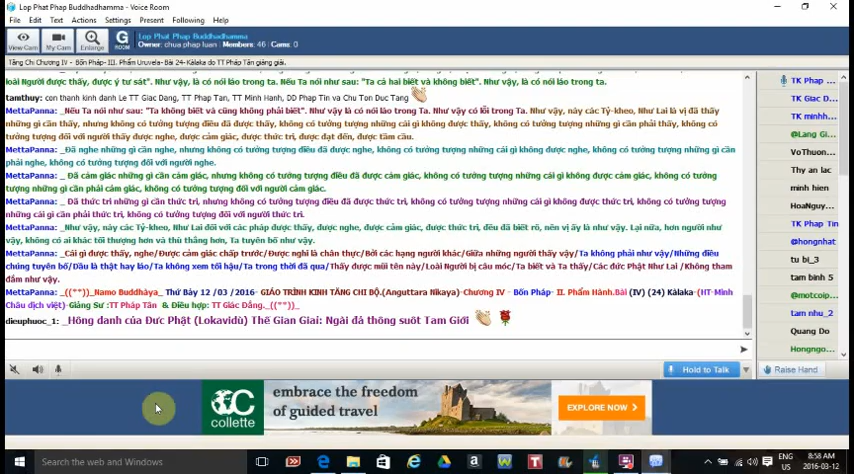 Lop Phat Phap Buddhadhamma - Voice Room
File Edit Text Actions Settings Present Following Help
View Cam My Cam Enlarge G ROOM Lop Phat Phap Buddhadhamma
Owner: chua phap luan : Members: 46 : Cams: 0
Tăng Chi Chương IV - Bốn Pháp-III. Phẩm Uruvela- Bài 24-Kàlaka do TT Pháp Tân giảng giải.
loài Người được thấy, được ý tư sát". Như vậy, là có nói láo trong ta. Nếu Ta nói như sau: "Ta cả hai biết và không biết". Như vậy, là có nói láo trong ta.
tamthuy: con thanh kinh danh Le TT Giac Dang, TT Phap Tan, TT Minh Hanh, DD Phap Tin va Chu Ton Duc Tang
MettaPanna: _Nếu Ta nói như sau: "Ta không biết và cũng không phải biết". Như vậy là có nói láo trong Ta. Như vậy có lỗi trong Ta. Như vậy, này các Tỷ-kheo, Như Lai là vị đã thấy
những gì cần thấy, nhưng không có tưởng tượng điều đã được thấy, không có tưởng tượng những cái gì không được thấy, không có tưởng tượng những gì cần phải thấy, không có
tưởng tượng đối với người thấy được nghe, được cảm giác, được thức tri, được đạt đến, được tầm cầu.
MettaPanna: _Đã nghe những gì cần nghe, nhưng không có tưởng tượng điều đã được nghe, không có tưởng tượng những cái gì không được nghe, không có tưởng tượng những gì cần
phải nghe, không có tưởng tượng đối với người nghe.
MettaPanna: _ Đã cảm giác những gì cần cảm giác, nhưng không có tưởng tượng điều đã được cảm giác, không có tưởng tượng những cái gì không được cảm giác, không có tưởng
tượng những gì cần phải cảm giác, không có tưởng tượng đối với người cảm giác.
MettaPanna: _ Đã thức tri những gì cần thức tri, nhưng không có tưởng tượng điều đã được thức tri, không có tưởng tượng những cái gì không được thức tri, không có tưởng tượng
những cái gì cần phải thức tri, không có tưởng tượng đối với người thức tri.
MettaPanna: _Như vậy, này các Tỷ-kheo, Như Lai đối với các pháp được thấy, được nghe, được cảm giác, được thức tri, đều đã biết rõ, nên vị ấy là như vậy. Lại nữa, hơn người như
vậy, không có ai khác tối thượng hơn và thù thắng hơn, Ta tuyên bố như vậy.
MettaPanna: _Cái gì được thấy, nghe/Được cảm giác chấp trước/Được nghĩ là chân thực/Bởi các hạng người khác/Giữa những người thấy vậy/Ta không phải như vậy/Những điều
chúng tuyên bố/Dầu là thật hay láo/Ta không xem tối hậu/Ta trong thời đã qua/Thấy được mũi tên này/Loài Người bị câu móc/Ta biết và Ta thấy/Các đức Phật Như Lai /Không tham
đắm như vậy.
MettaPanna: _((**))_Namo Buddhàya_ Thứ Bảy 12 /03 /2016- GIÁO TRÌNH KINH TĂNG CHI BỘ.(Anguttara Nikaya)-Chương IV - Bốn Pháp- II. Phẩm Hành.Bài (IV) (24) Kàlaka-(HT-Minh
Châu dịch việt)-Giảng Sư :TT Pháp Tân & Điều hợp: TT Giác Đẳng._((**))_
dieuphuoc_1: _Hồng danh của Đức Phật (Lokavidù) Thế Gian Giai: Ngài đã thông suốt Tam Giới
TK Phap ...
TK Giac D...
TK minhh...
@Lang Gi...
VoThuon...
Thy an lac
minh hien
HoaNguy...
TK Phap Tin
@hongnhat
tu bi_3
tam binh 5
@motcoip...
tam nhu_2
Quang Do
Hongngo...
Hold to Talk
Raise Hand
collette
embrace the freedom
of guided travel
EXPLORE NOW
Search the web and Windows
ENG
US
8:58 AM
2016-03-12